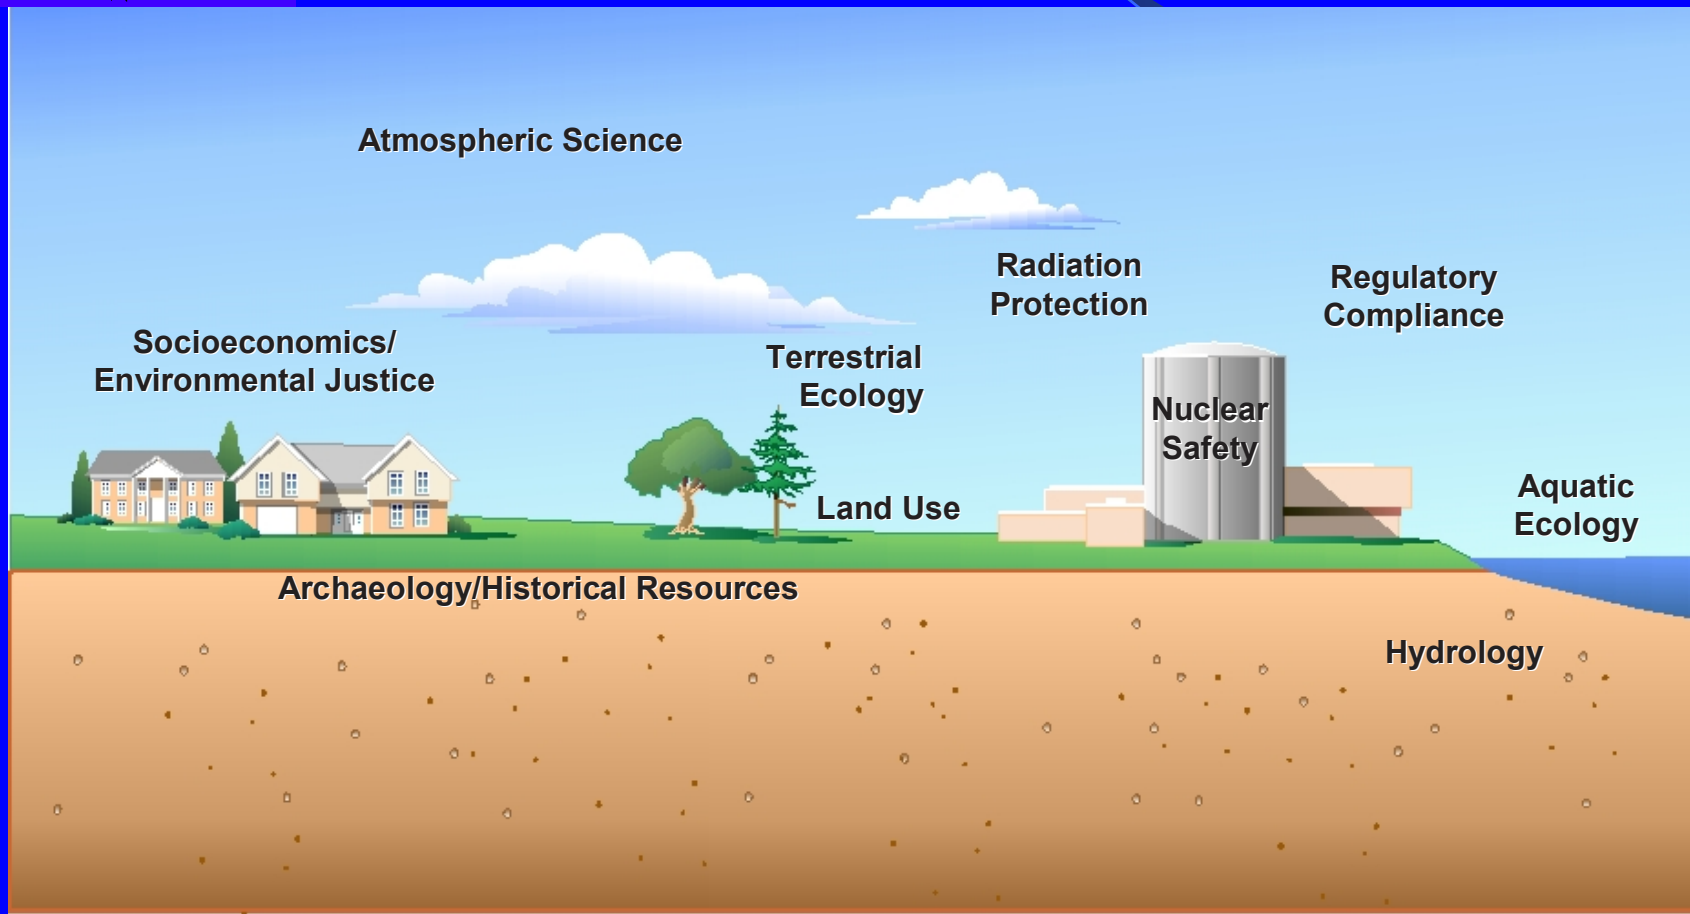 Atmospheric Science
Radiation
Protection
Regulatory
Compliance
Socioeconomics/
Environmental Justice
Terrestrial
Ecology
Nuclear
Safety
Land Use
Aquatic
Ecology
Archaeology/Historical Resources
Hydrology